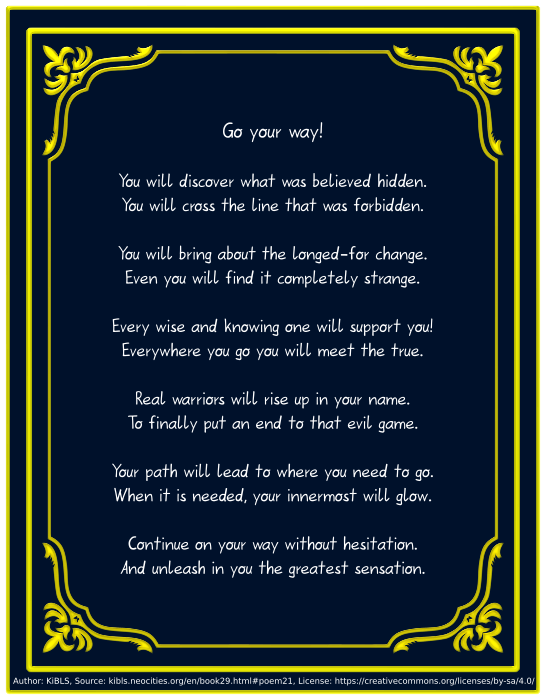 Go your way!
You will discover what was believed hidden.
You will cross the line that was forbidden.
You will bring about the longed-for change.
Even you will find it completely strange.
Every wise and knowing one will support you!
Everywhere you go you will meet the true.
Real warriors will rise up in your name.
To finally put an end to that evil game.
Your path will lead to where you need to go.
When it is needed, your innermost will glow.
Continue on your way without hesitation.
And unleash in you the greatest sensation.
Author: KiBLS, Source: kibls.neocities.org/en/book29.html#poem21, License: https://creativecommons.org/licenses/by-sa/4.0/